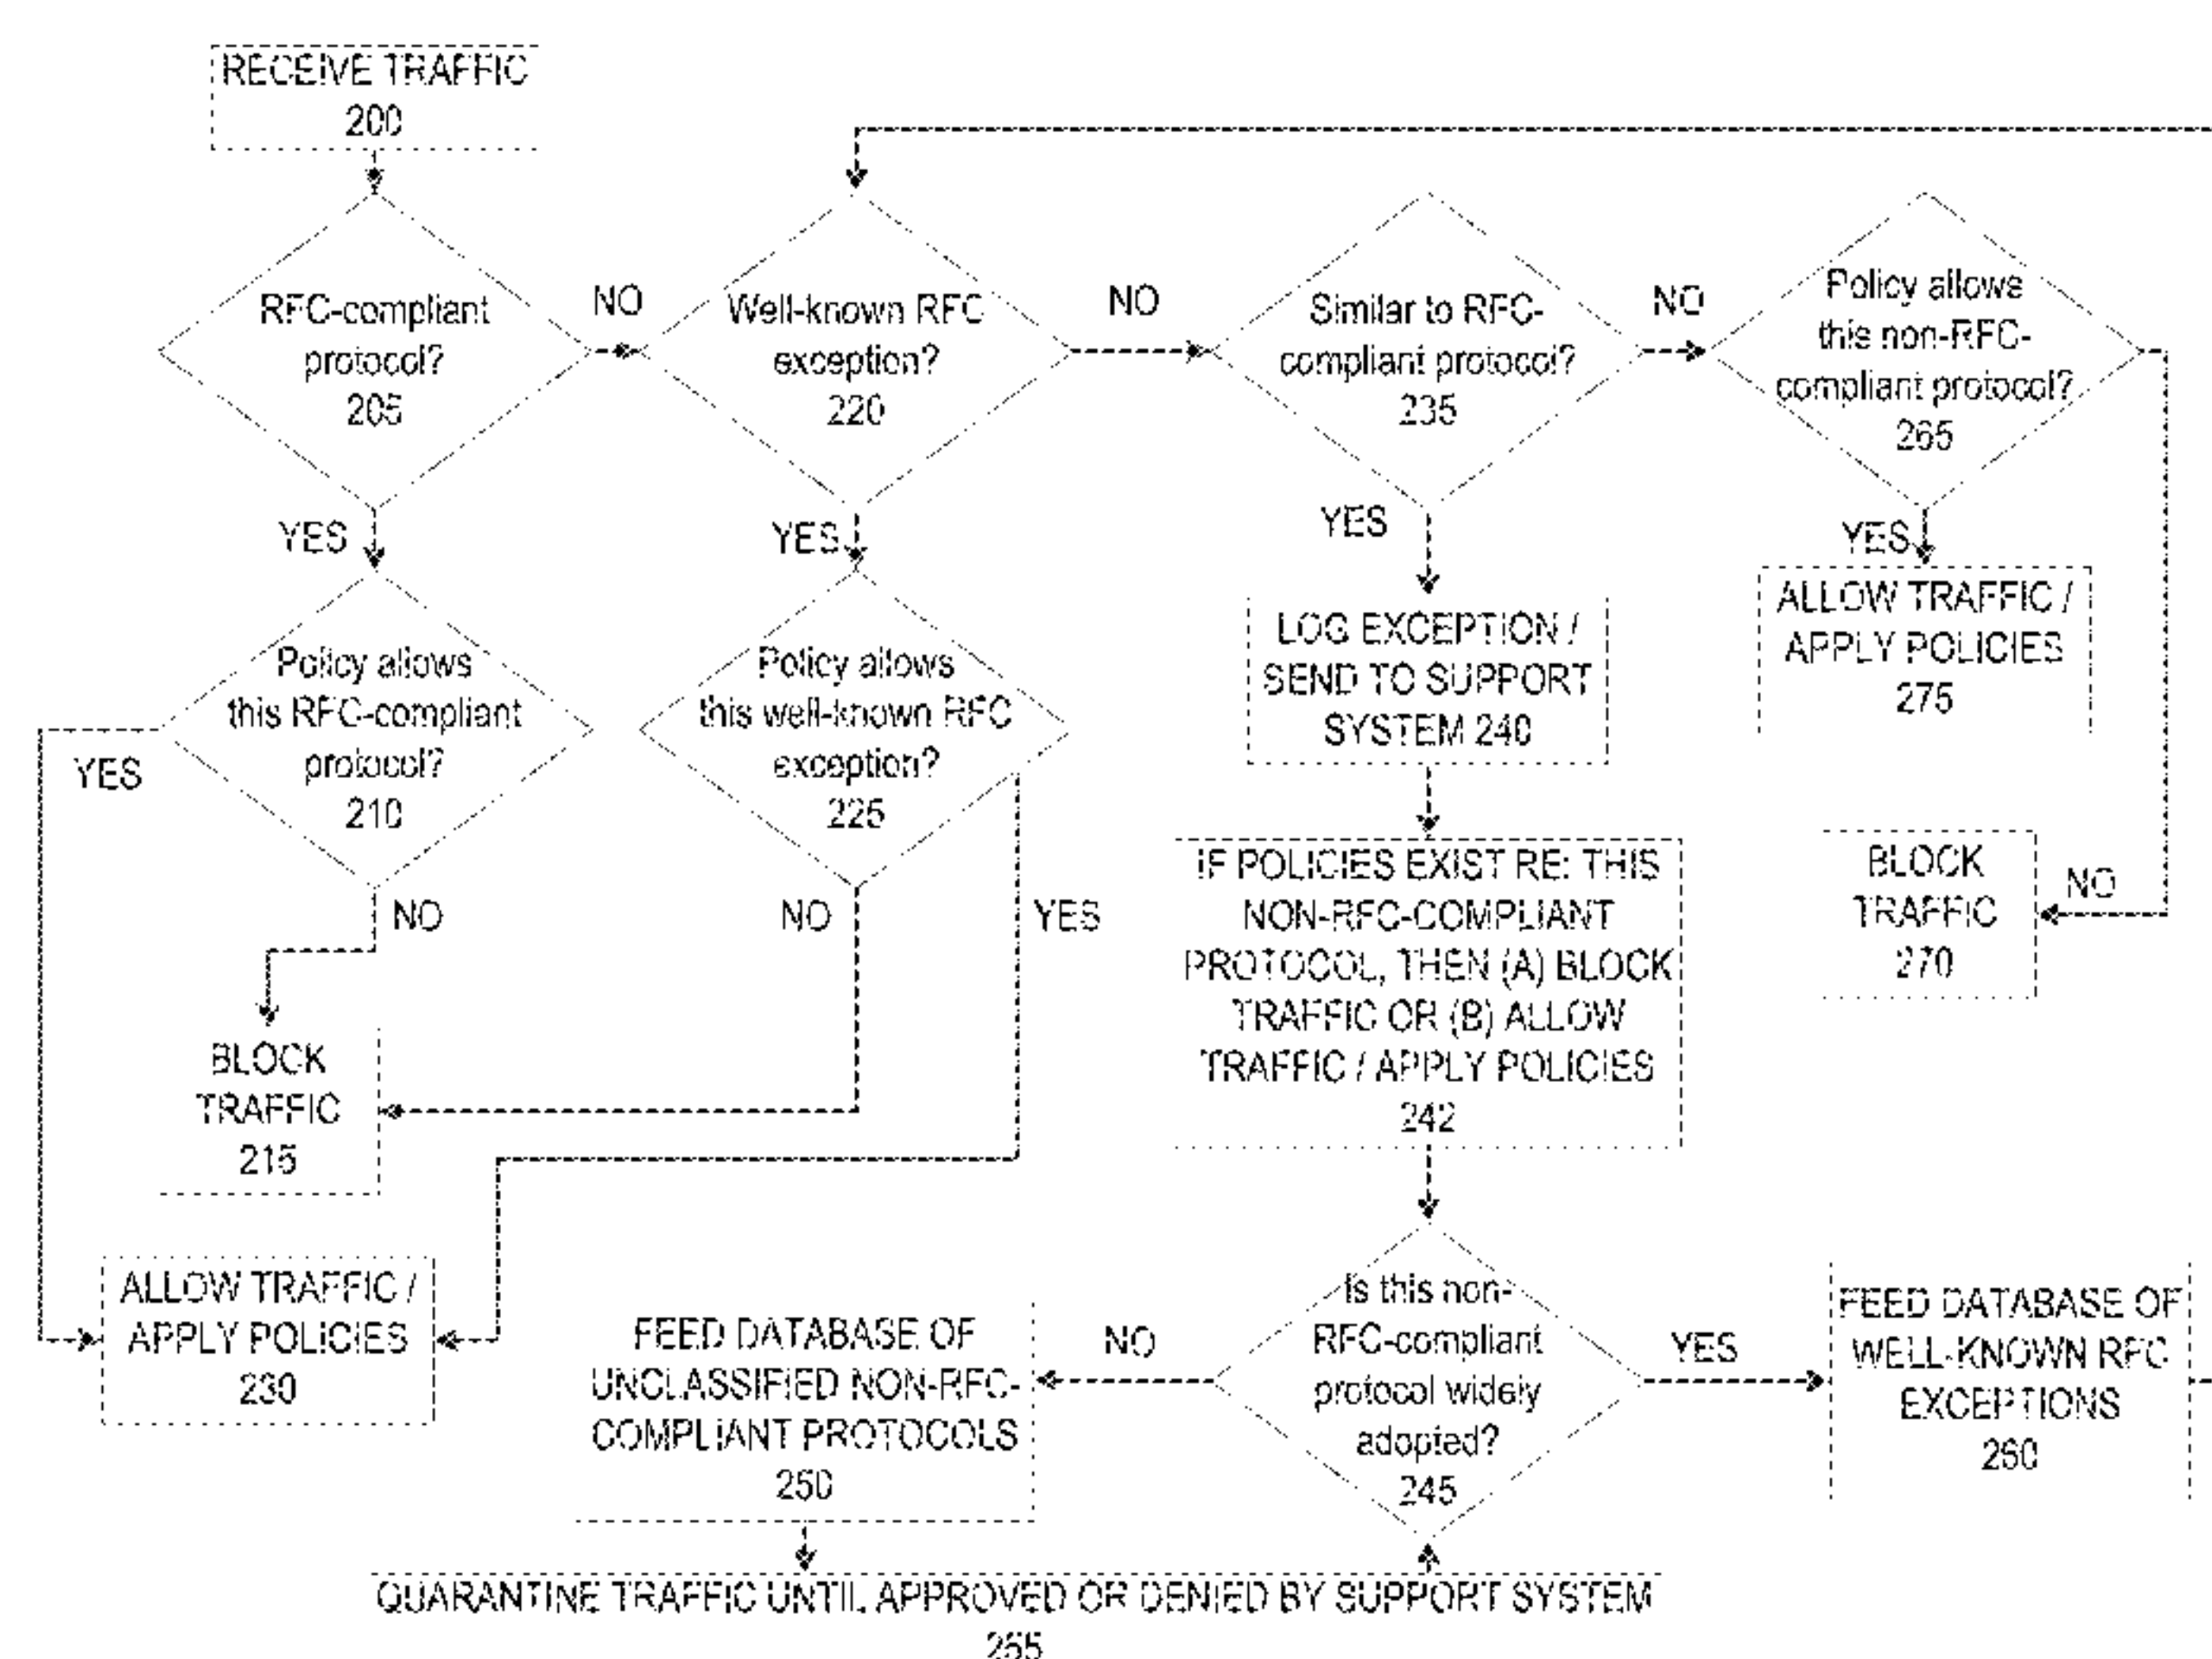 RECEIVE TRAFFIC
200
RFC-compliant
protocol?
205
NO
Well-known RFC
exception?
220
NO
Similar to RFC-
compliant protocol?
235
NO
Policy allows
this non-RFC-
compliant protocol?
265
YES
YES
YES
YES
Policy allows
this RFC-compliant
protocol?
210
YES
NO
Policy allows
this well-known RFC
exception?
225
NO
YES
LOG EXCEPTION /
SEND TO SUPPORT
SYSTEM 240
ALLOW TRAFFIC /
APPLY POLICIES
275
IF POLICIES EXIST RE: THIS
NON-RFC-COMPLIANT
PROTOCOL, THEN (A) BLOCK
TRAFFIC OR (B) ALLOW
TRAFFIC / APPLY POLICIES
242
BLOCK
TRAFFIC
270
NO
BLOCK
TRAFFIC
215
ALLOW TRAFFIC /
APPLY POLICIES
230
FEED DATABASE OF
UNCLASSIFIED NON-RFC-
COMPLIANT PROTOCOLS
250
NO
Is this non-
RFC-compliant
protocol widely
adopted?
245
YES
FEED DATABASE OF
WELL-KNOWN RFC
EXCEPTIONS
260
QUARANTINE TRAFFIC UNTIL APPROVED OR DENIED BY SUPPORT SYSTEM
255